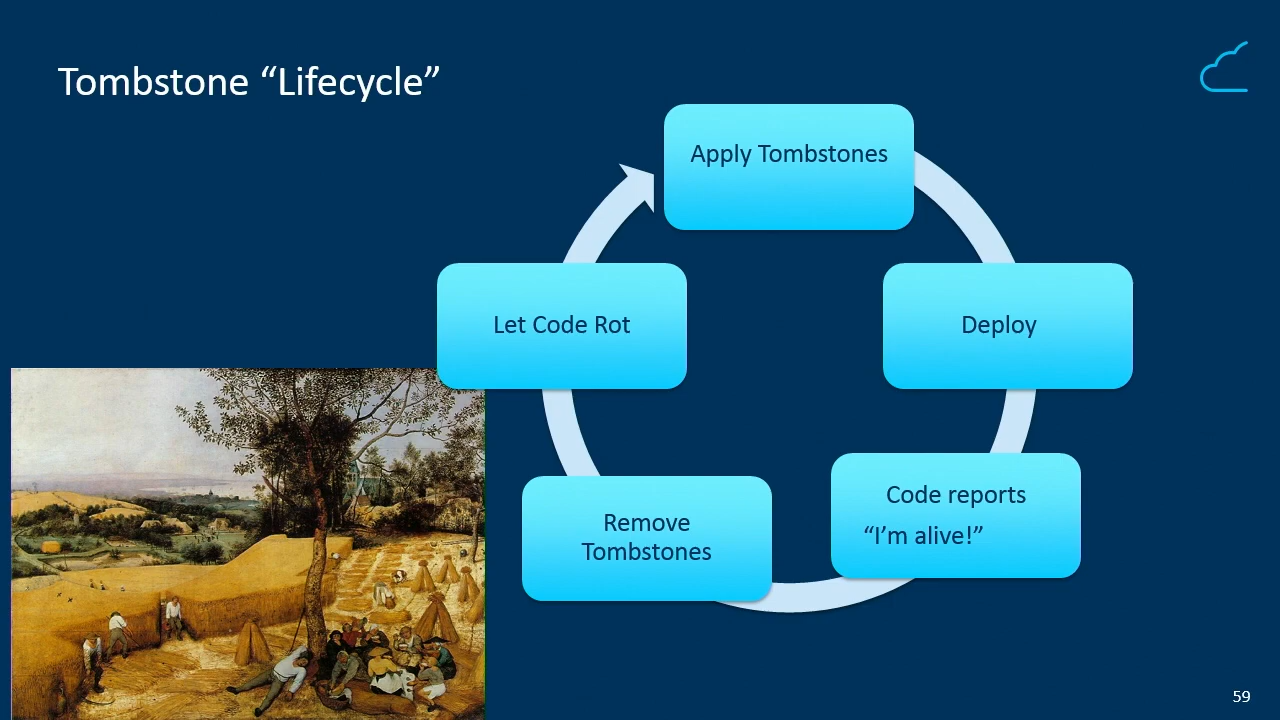 Tombstone “Lifecycle”
Apply Tombstones
Deploy
Code reports
“I’m alive!”
Remove
Tombstones
Let Code Rot
59